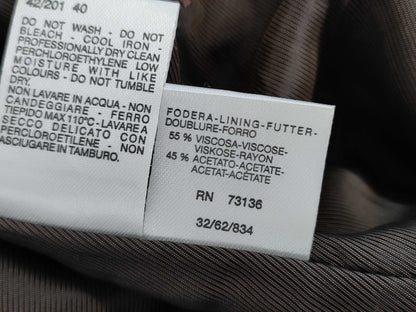 42/201 40
DO NOT WASH - DO NOT
BLEACH - COOL IRON -
PROFESSIONALLY DRY CLEAN
PERCHLOROETHYLENE LOW
MOISTURE WITH LIKE
COLOURS - DO NOT TUMBLE
DRY
NON LAVARE IN ACQUA - NON
CANDEGGIARE - FERRO
TIEPIDO MAX 110°C-LAVARE A
SECCO DELICATO CON
PERCLOROETILENE - NON
ASCIUGARE IN TAMBURO.
FODERA-LINING-FUTTER-
DOUBLURE-FORRO
55 % VISCOSA-VISCOSE-
VISKOSE-RAYON
45 % ACETATO-ACETATE-
ACETAT-ACÉTATE
RN 73136
32/62/834